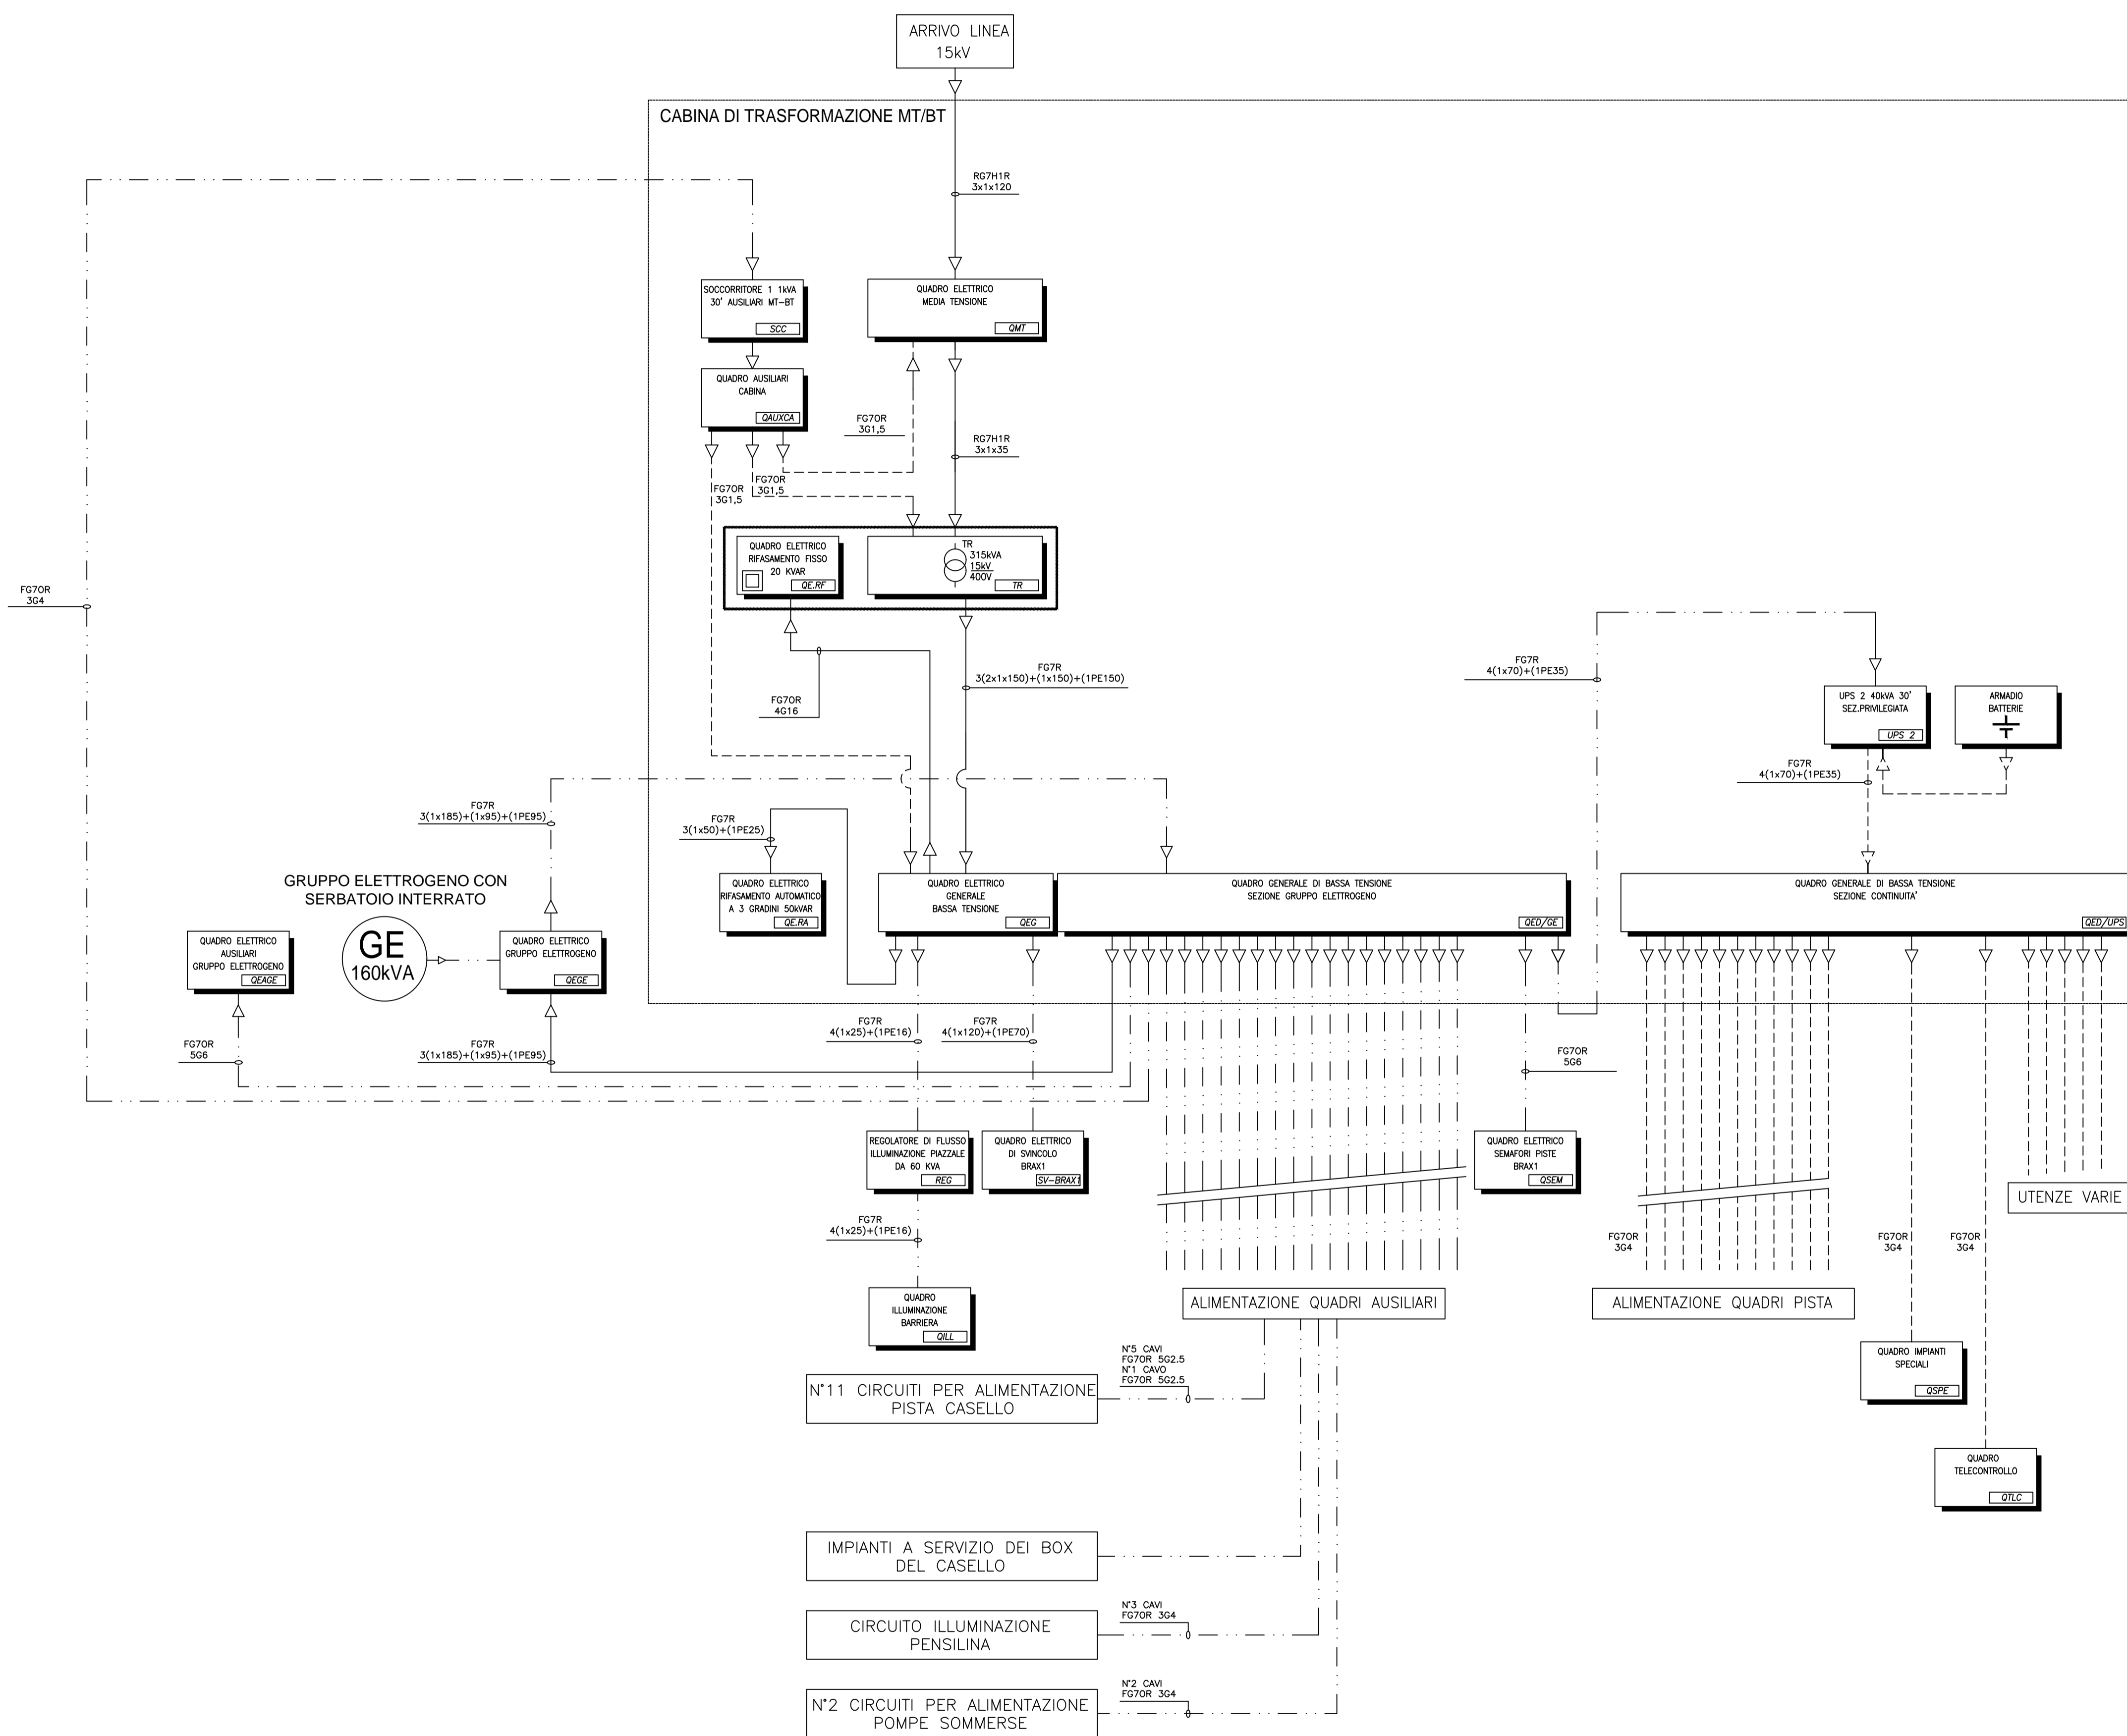 ARRIVO LINEA
15kV
CABINA DI TRASFORMAZIONE MT/BT
RG7H1R
3x1x120
SOCCORRITORE 1 1kVA
30' AUSILIARI MT-BT
SCC
QUADRO ELETTRICO
MEDIA TENSIONE
QMT
QUADRO AUSILIARI
CABINA
QAUXCA
FG7OR
3G1,5
RG7H1R
3x1x35
FG7OR
3G1,5
FG7OR
3G1,5
QUADRO ELETTRICO
RIFASAMENTO FISSO
20 KVAR
QE.RF
TR
315kVA
15kV
400V
TR
FG7OR
3G4
FG7R
3(2x1x150)+(1x150)+(1PE150)
FG7OR
4G16
FG7R
4(1x70)+(1PE35)
UPS 2 40kVA 30'
SEZ.PRIVILEGIATA
UPS 2
ARMADIO
BATTERIE
FG7R
4(1x70)+(1PE35)
FG7R
3(1x185)+(1x95)+(1PE95)
FG7R
3(1x50)+(1PE25)
GRUPPO ELETTROGENO CON
SERBATOIO INTERRATO
GE
160kVA
QUADRO ELETTRICO
AUSILIARI
GRUPPO ELETTROGENO
QEAGE
QUADRO ELETTRICO
GRUPPO ELETTROGENO
QEGE
QUADRO ELETTRICO
RIFASAMENTO AUTOMATICO
A 3 GRADINI 50kVAR
QE.RA
QUADRO ELETTRICO
GENERALE
BASSA TENSIONE
QEG
QUADRO GENERALE DI BASSA TENSIONE
SEZIONE GRUPPO ELETTROGENO
QED/GE
QUADRO GENERALE DI BASSA TENSIONE
SEZIONE CONTINUITA'
QED/UPS
FG7OR
5G6
FG7R
3(1x185)+(1x95)+(1PE95)
FG7R
4(1x25)+(1PE16)
FG7R
4(1x120)+(1PE70)
FG7OR
5G6
REGOLATORE DI FLUSSO
ILLUMINAZIONE PIAZZALE
DA 60 KVA
REG
QUADRO ELETTRICO
DI SVINCOLO
BRAX1
SV-BRAX1
QUADRO ELETTRICO
SEMAFORI PISTE
BRAX1
QSEM
UTENZE VARIE
FG7R
4(1x25)+(1PE16)
FG7OR
3G4
FG7OR
3G4
FG7OR
3G4
QUADRO
ILLUMINAZIONE
BARRIERA
QILL
ALIMENTAZIONE QUADRI AUSILIARI
ALIMENTAZIONE QUADRI PISTA
N°5 CAVI
FG7OR 5G2.5
N°1 CAVO
FG7OR 5G2.5
N°11 CIRCUITI PER ALIMENTAZIONE
PISTA CASELLO
QUADRO IMPIANTI
SPECIALI
QSPE
QUADRO
TELECONTROLLO
QTLC
IMPIANTI A SERVIZIO DEI BOX
DEL CASELLO
N°3 CAVI
FG7OR 3G4
CIRCUITO ILLUMINAZIONE
PENSILINA
N°2 CAVI
FG7OR 3G4
N°2 CIRCUITI PER ALIMENTAZIONE
POMPE SOMMERSE